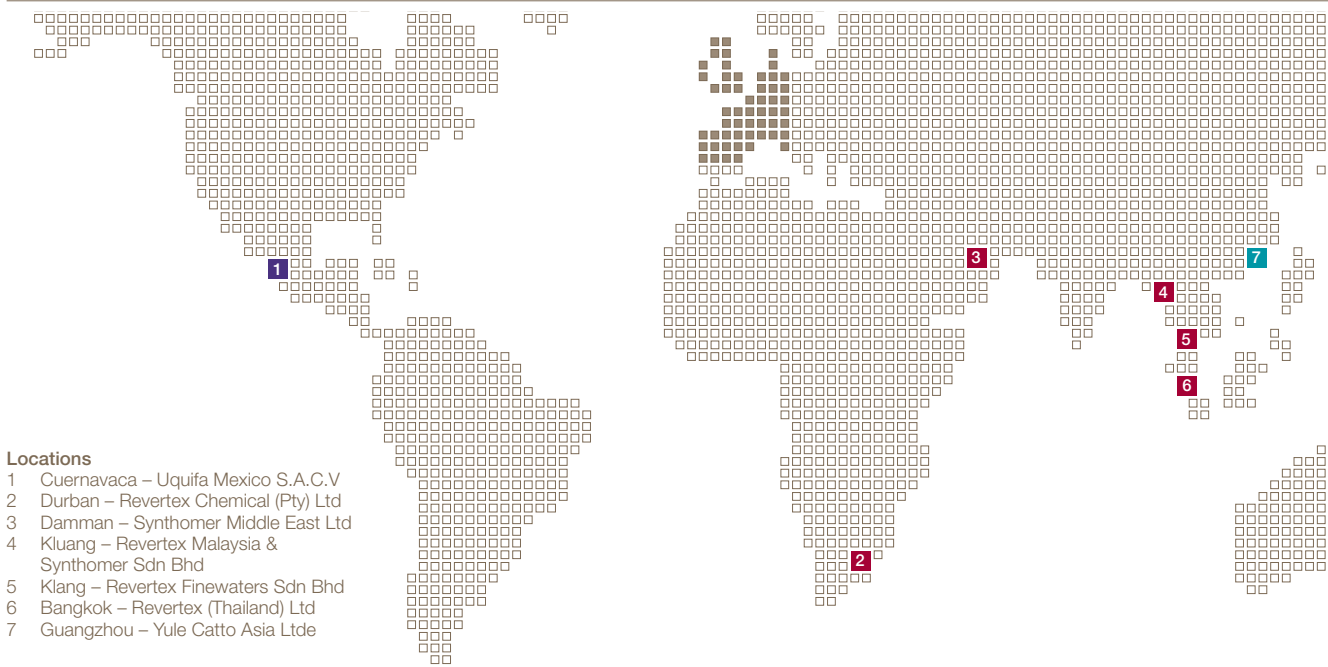 1
3
7
4
5
6
2
Locations
1 Cuernavaca – Uquifa Mexico S.A.C.V
2 Durban – Revertex Chemical (Pty) Ltd
3 Damman – Synthomer Middle East Ltd
4 Kluang – Revertex Malaysia &
Synthomer Sdn Bhd
5 Klang – Revertex Finewaters Sdn Bhd
6 Bangkok – Revertex (Thailand) Ltd
7 Guangzhou – Yule Catto Asia Ltde